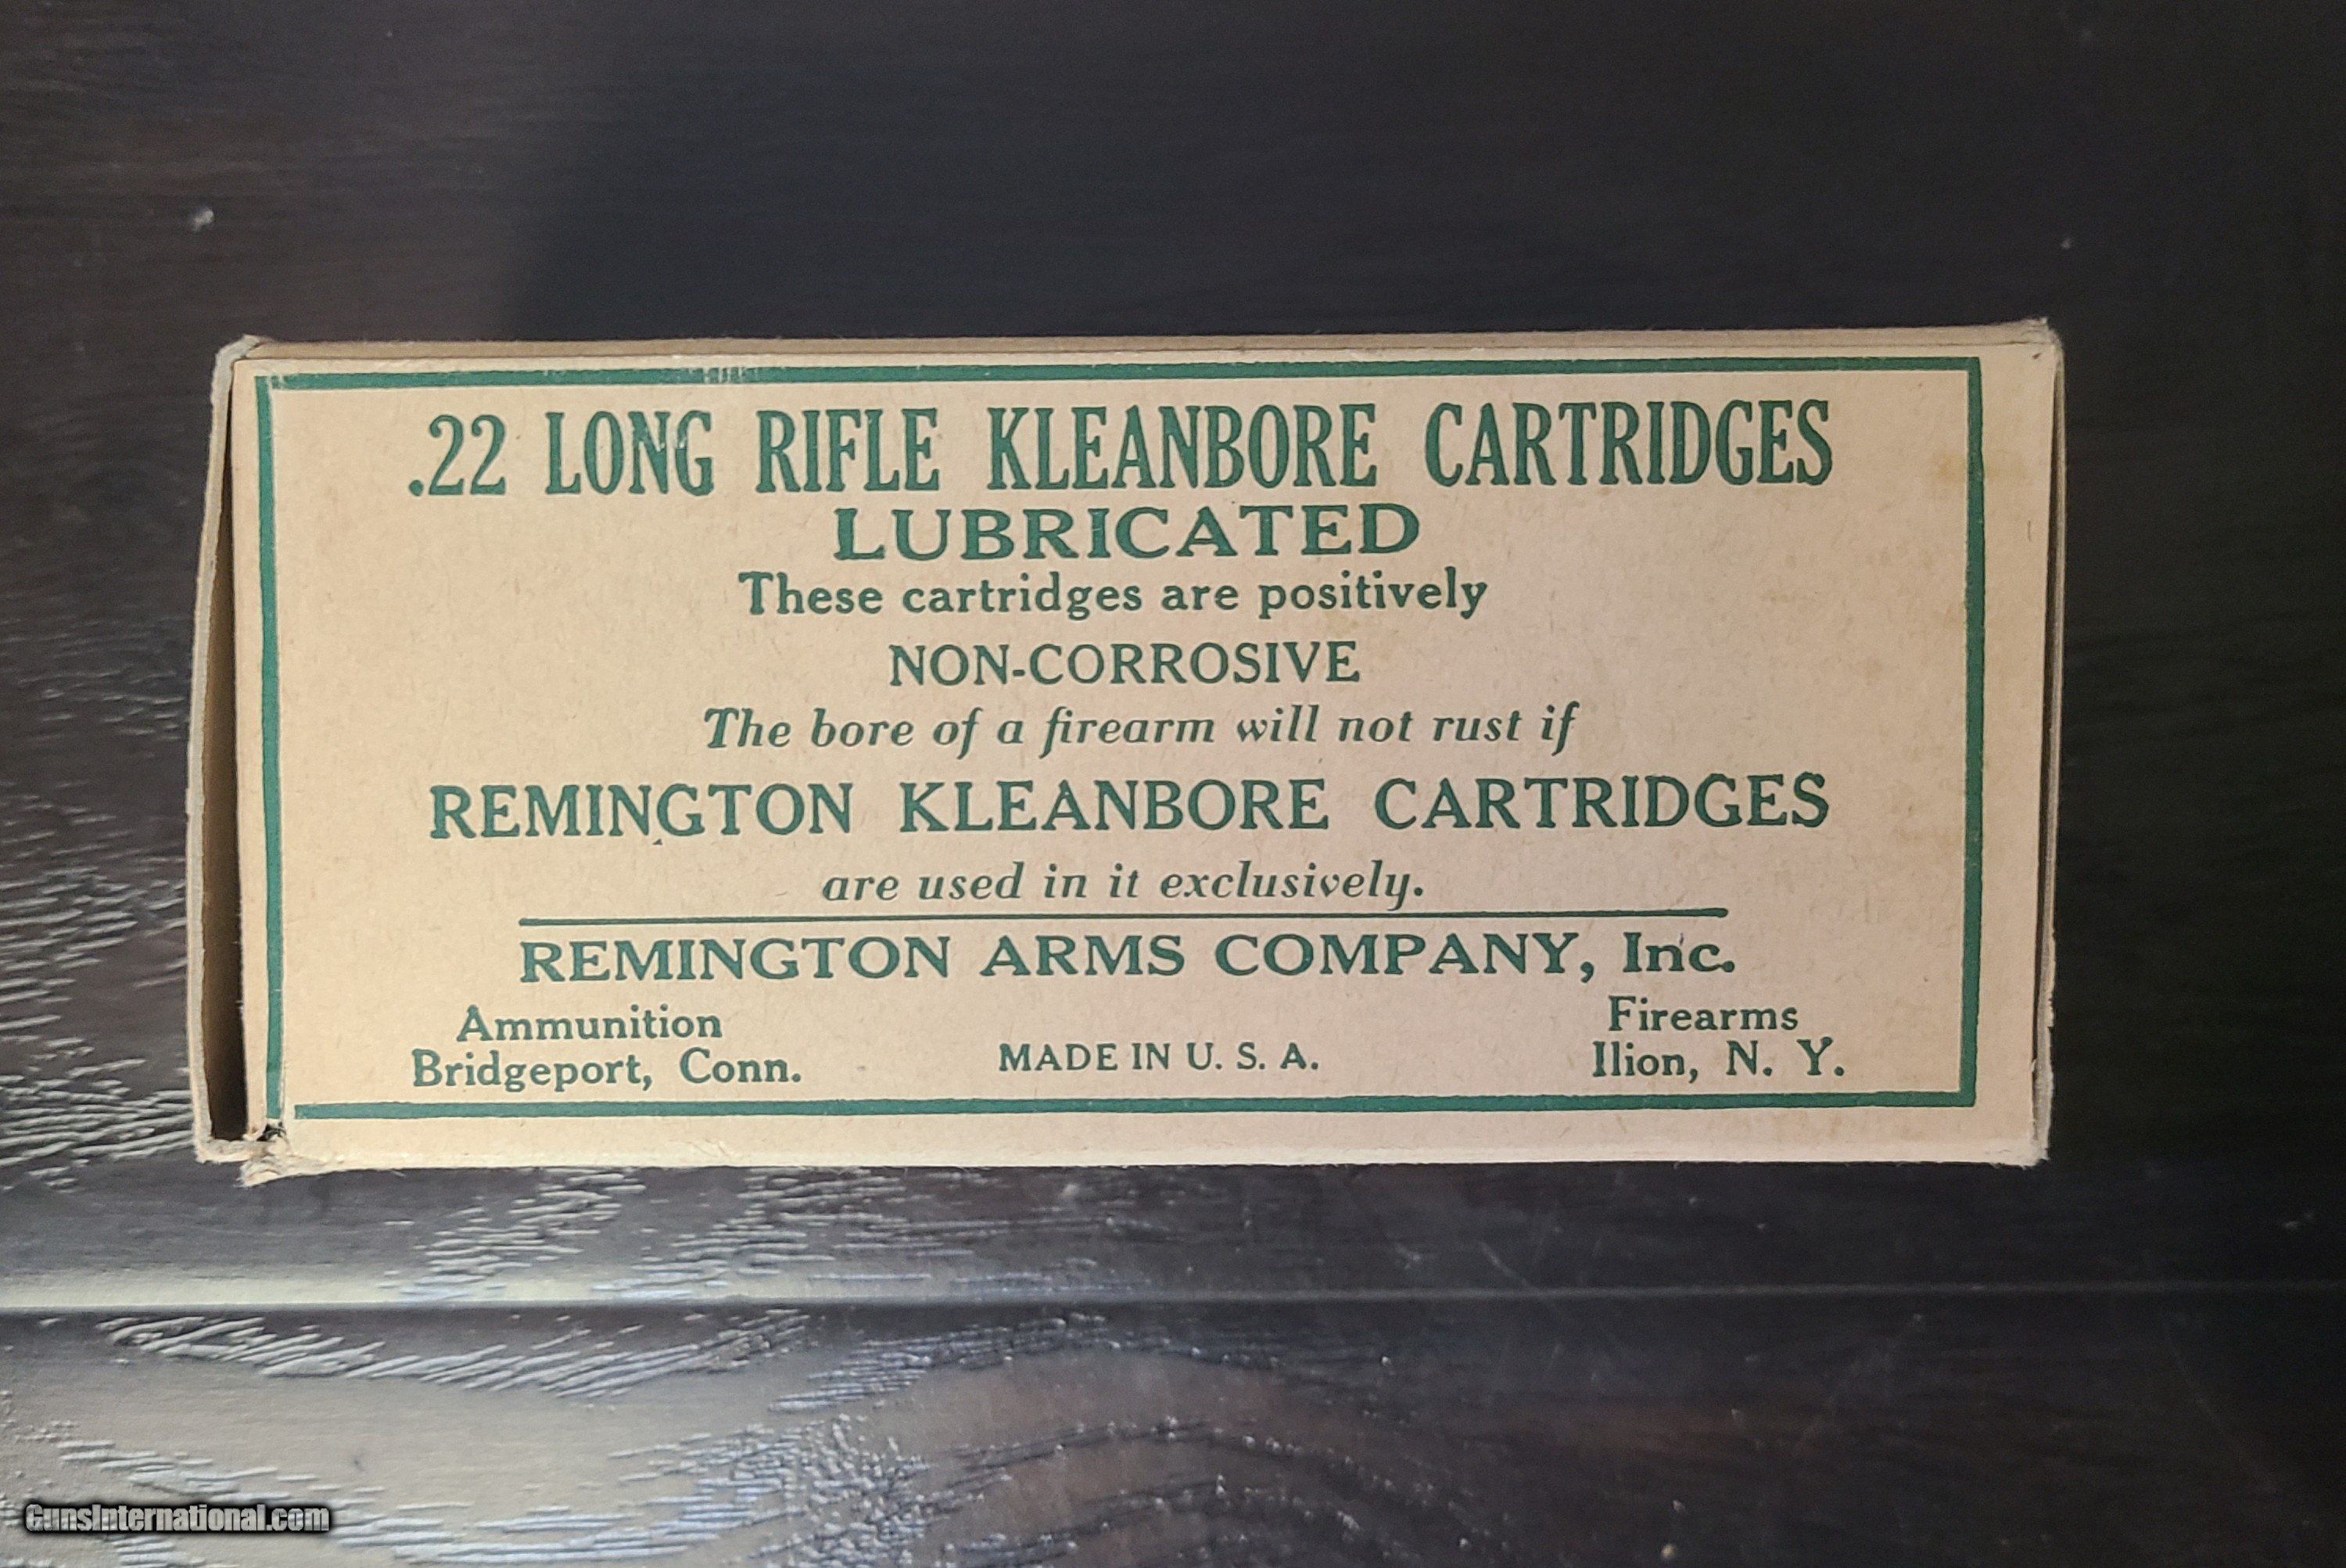 .22 LONG RIFLE KLEANBORE CARTRIDGES
LUBRICATED
These cartridges are positively
NON-CORROSIVE
The bore of a firearm will not rust if
REMINGTON KLEANBORE CARTRIDGES
are used in it exclusively.
REMINGTON ARMS COMPANY, Inc.
Ammunition
Bridgeport, Conn.
MADE IN U. S. A.
Firearms
Ilion, N. Y.
GunsInternational.com